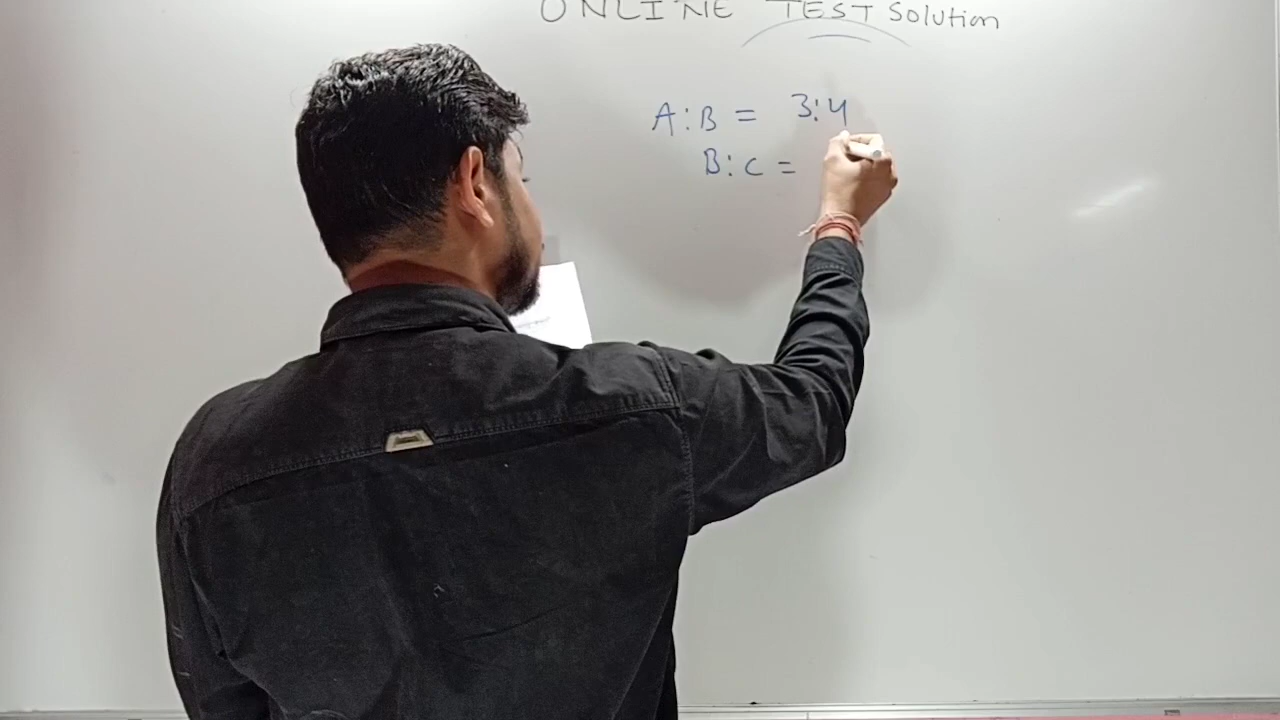 ONLINE TEST Solution
A:B = 3:4
B:C =